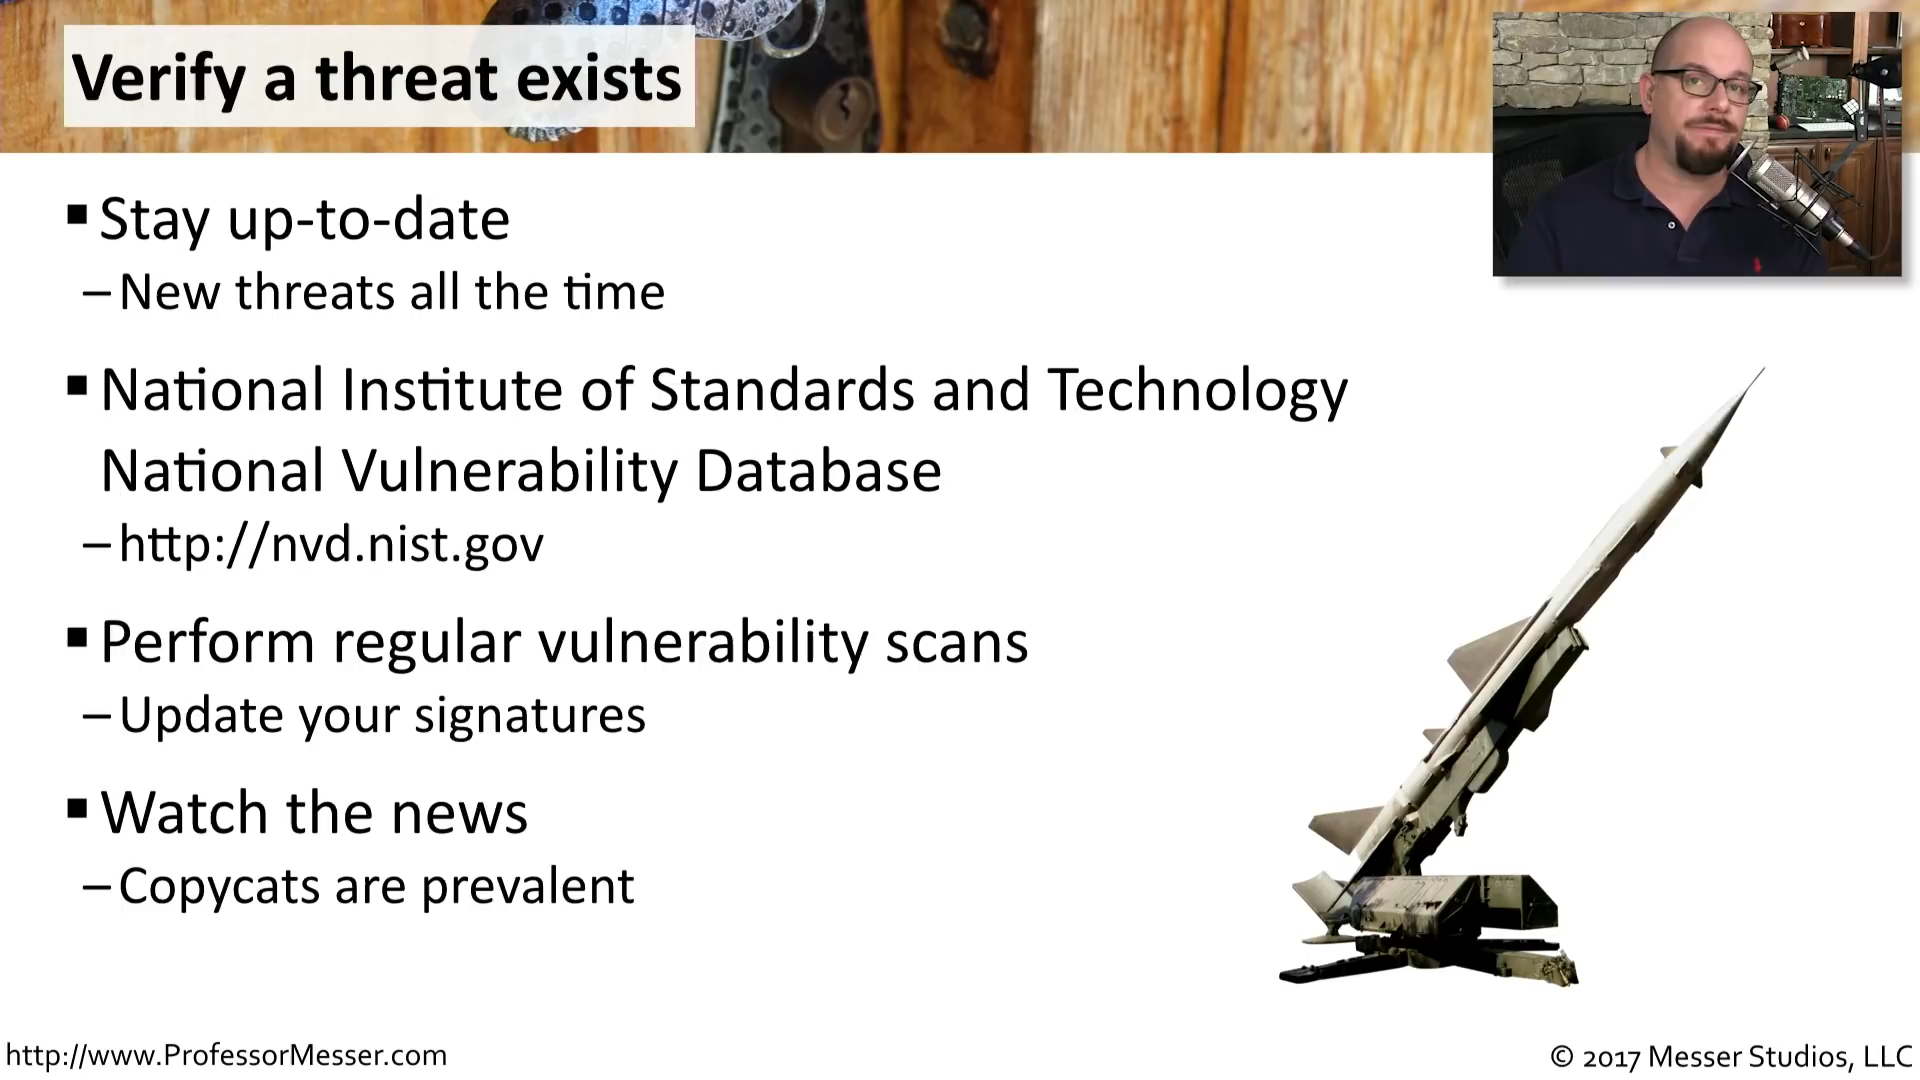 Verify a threat exists
▪ Stay up-to-date
– New threats all the time
▪ National Institute of Standards and Technology
National Vulnerability Database
– http://nvd.nist.gov
▪ Perform regular vulnerability scans
– Update your signatures
▪ Watch the news
– Copycats are prevalent
http://www.ProfessorMesser.com
© 2017 Messer Studios, LLC